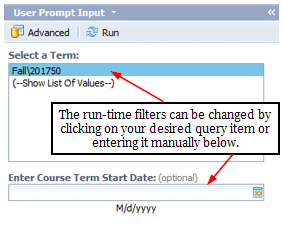 User Prompt Input
Advanced
Run
Select a Term:
Fall\201750
(--Show List Of Values--)
The run-time filters can be changed by
clicking on your desired query item or
entering it manually below.
Enter Course Term Start Date: (optional)
M/d/yyyy